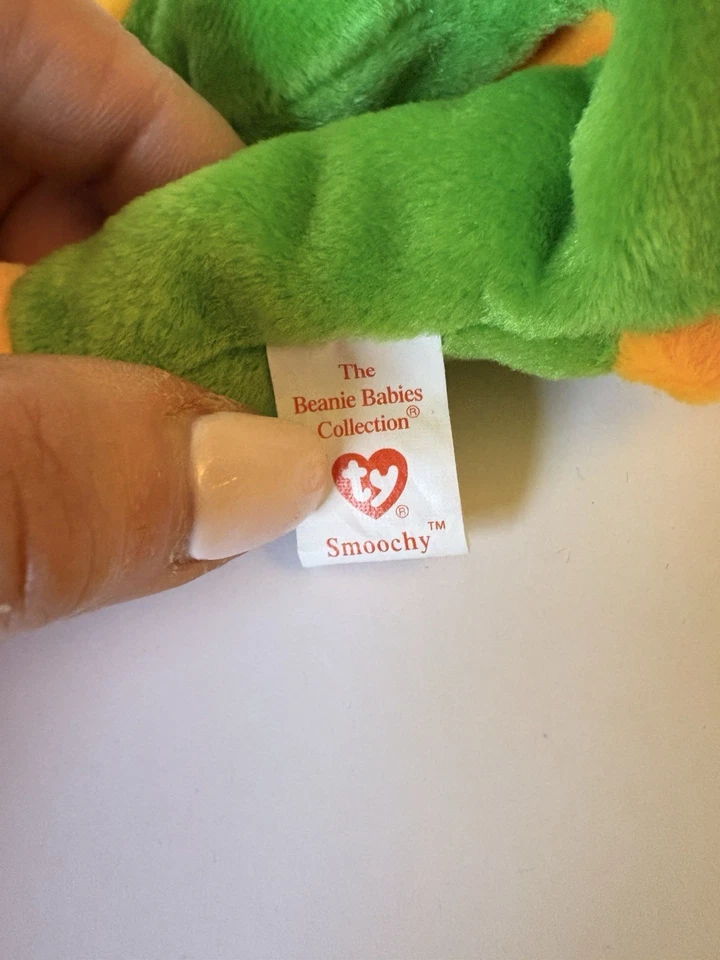 The
Beanie Babies
Collection®
ty
®
Smoochy™